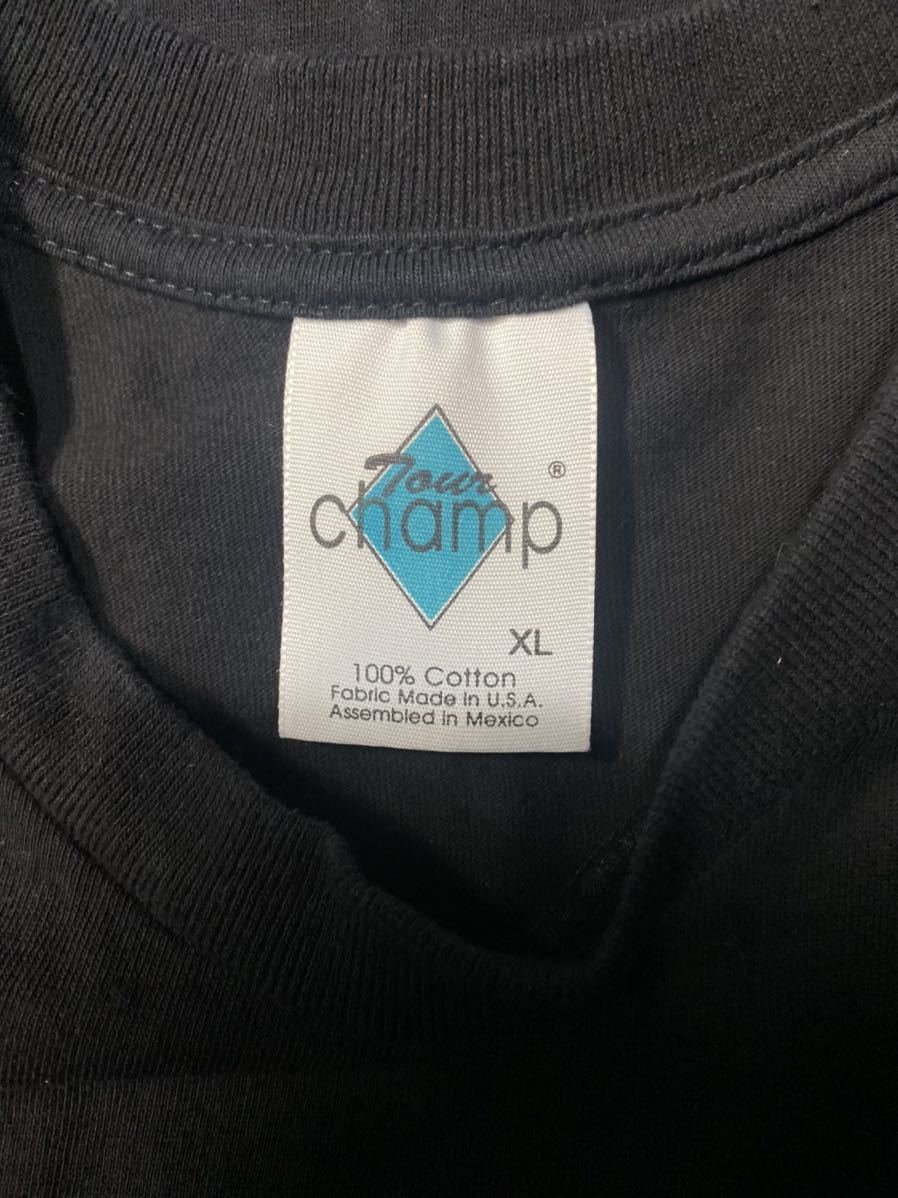 Tour
champ ®
XL
100% Cotton
Fabric Made in U.S.A.
Assembled in Mexico